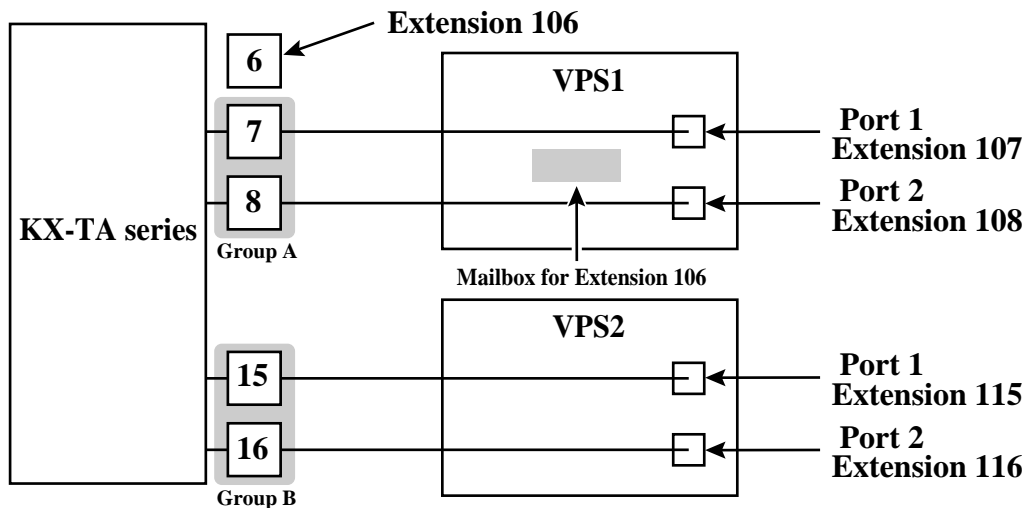 Extension 106
6
VPS1
7
Port 1
Extension 107
8
Port 2
Extension 108
KX-TA series
Group A
Mailbox for Extension 106
VPS2
15
Port 1
Extension 115
16
Port 2
Extension 116
Group B